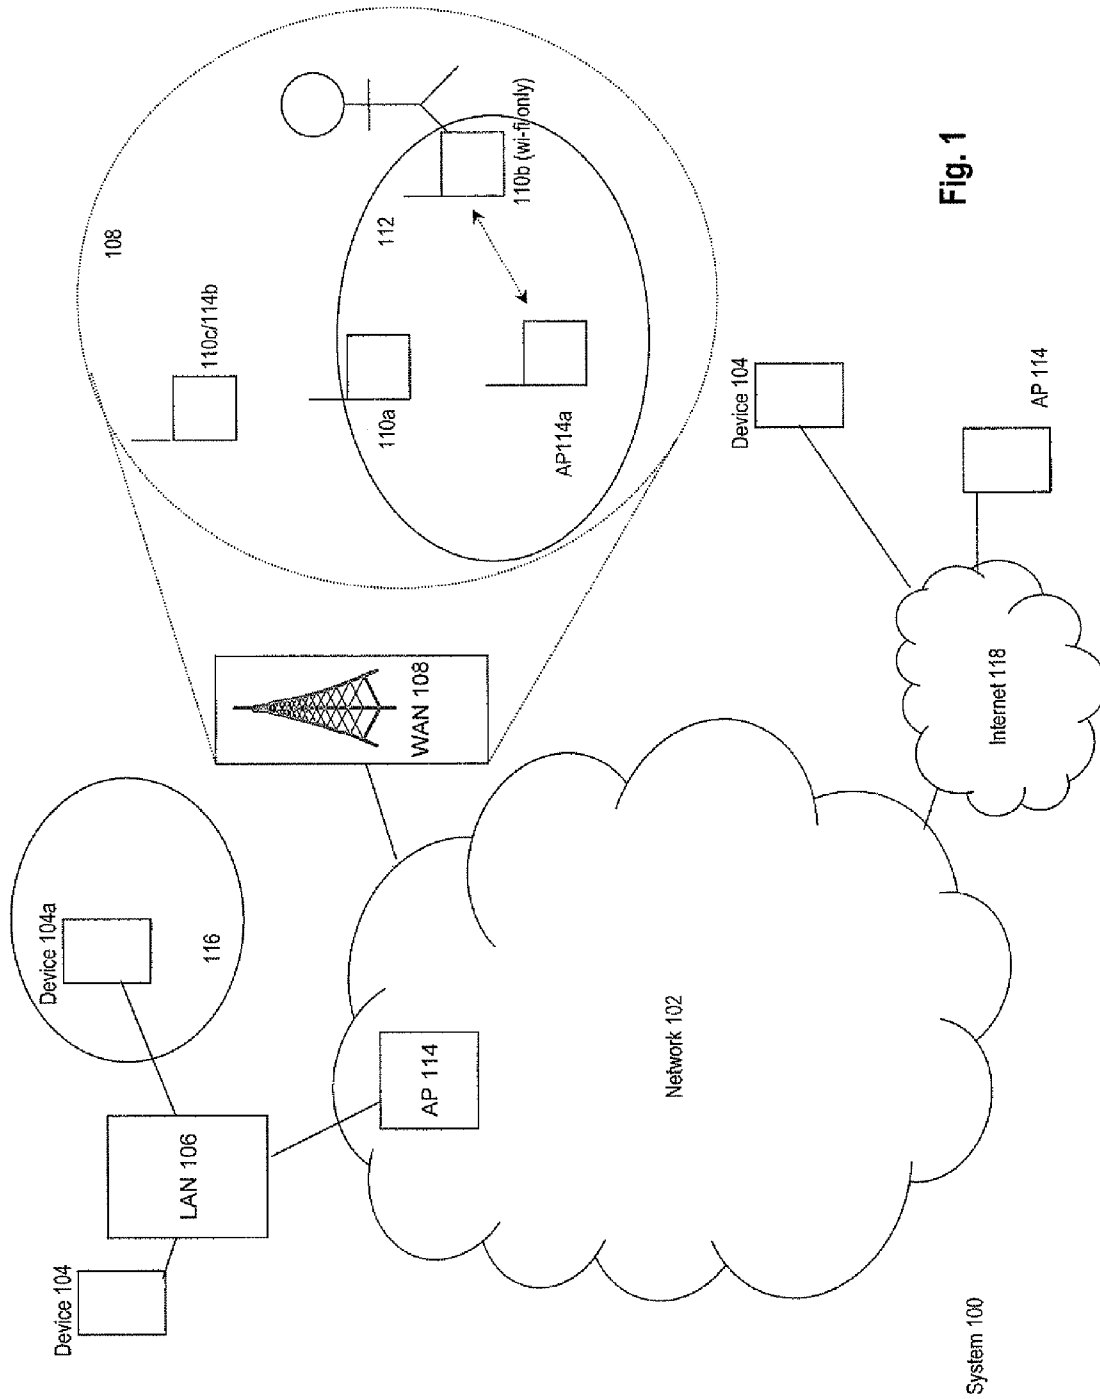 Device 104
LAN 106
Device 104a
116
AP 114
Network 102
WAN 108
108
110c/114b
110a
112
AP114a
110b (wi-fi only)
Device 104
AP 114
Internet 118
System 100
Fig. 1